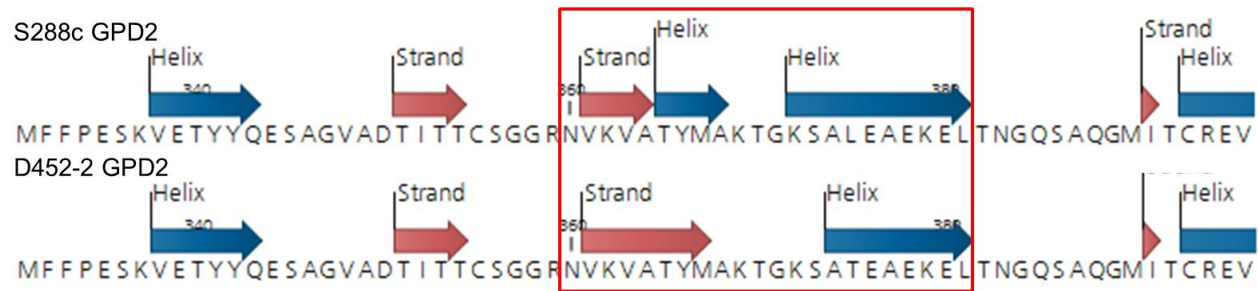 S288c GPD2
Helix Strand Strand Helix Helix Strand Helix
340 360 380
MFFPESKVETYYQESAGVADTITTCSGGRNVKVATYMAKTGKSALEAEKELTNGQSAQGMITCREV
D452-2 GPD2
Helix Strand Strand Helix Helix
340 360 380
MFFPESKVETYYQESAGVADTITTCSGGRNVKVATYMAKTGKSATEAEKELTNGQSAQGMITCREV